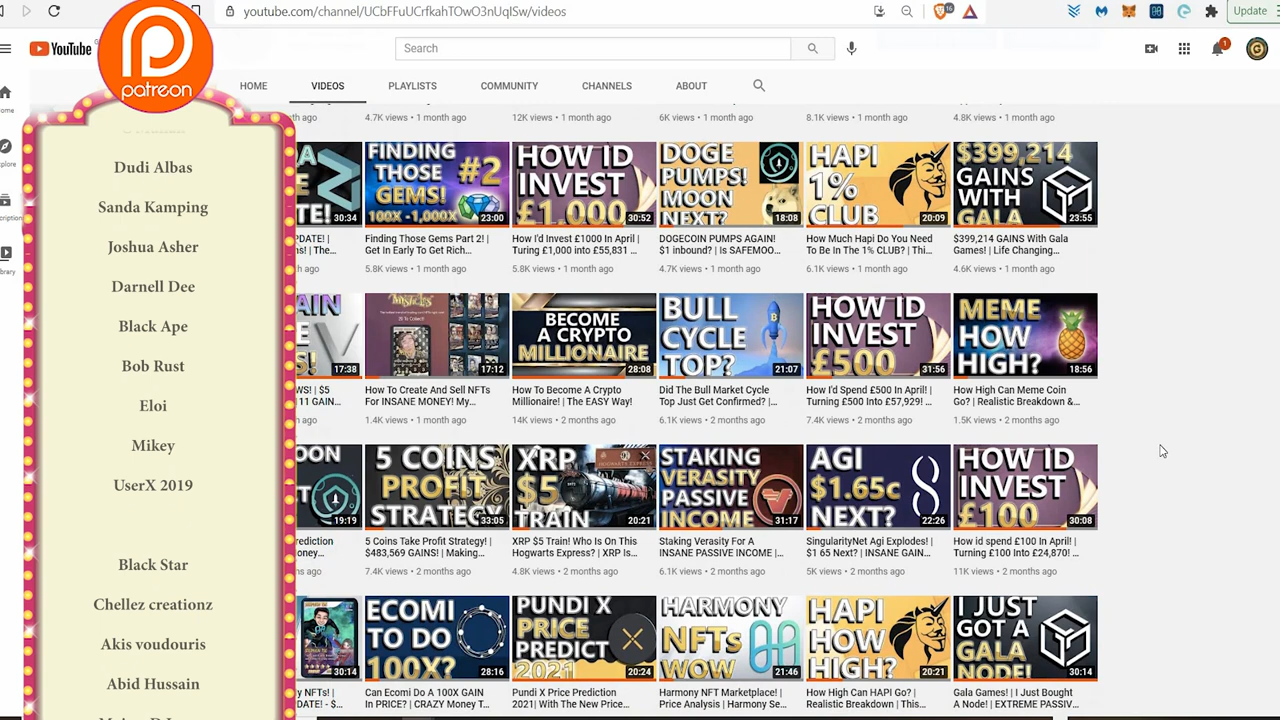 youtube.com/channel/UCbFFuUCrfkahTOwO3nUqISw/videos
16
Update
YouTube
Search
1
patreon
HOME
VIDEOS
PLAYLISTS
COMMUNITY
CHANNELS
ABOUT
4.7K views • 1 month ago
12K views • 1 month ago
6K views • 1 month ago
8.1K views • 1 month ago
4.8K views • 1 month ago
Dudi Albas
Sanda Kamping
Joshua Asher
Darnell Dee
Black Ape
Bob Rust
Eloi
Mikey
UserX 2019
Black Star
Chellez creationz
Akis voudouris
Abid Hussain
30:34
FINDING THOSE GEMS! #2 100X -1,000X
23:00
HOW ID INVEST £1,000
30:52
DOGE PUMPS! MOON NEXT?
18:08
HAPI 1% CLUB
20:09
$399,214 GAINS WITH GALA
23:55
Finding Those Gems Part 2! |
Get In Early To Get Rich...
5.8K views • 1 month ago
How I'd Invest £1000 In April! |
Turing £1,000 into £55,831 ...
5.8K views • 1 month ago
DOGECOIN PUMPS AGAIN!
$1 inbound? | Is SAFEMOO...
4.7K views • 1 month ago
How Much Hapi Do You Need
To Be In The 1% CLUB? | Thi...
6.1K views • 1 month ago
$399,214 GAINS With Gala
Games! | Life Changing...
4.6K views • 1 month ago
17:38
17:12
BECOME A CRYPTO MILLIONAIRE
28:08
BULL CYCLE TOP?
21:07
HOW ID INVEST £500
31:56
MEME HOW HIGH?
18:56
How To Create And Sell NFTs
For INSANE MONEY! My...
1.4K views • 1 month ago
How To Become A Crypto
Millionaire! | The EASY Way!
14K views • 2 months ago
Did The Bull Market Cycle
Top Just Get Confirmed? |...
6.1K views • 2 months ago
How I'd Spend £500 In April! |
Turning £500 Into £57,929! ...
7.4K views • 2 months ago
How High Can Meme Coin
Go? | Realistic Breakdown &...
1.5K views • 2 months ago
19:19
5 COINS PROFIT STRATEGY
33:05
XRP $5 TRAIN
20:21
STAKING VERASITY PASSIVE INCOME
31:17
AGI $1.65c NEXT?
22:26
HOW ID INVEST £100
30:08
5 Coins Take Profit Strategy! |
$483,569 GAINS! | Making...
7.4K views • 2 months ago
XRP $5 Train! Who Is On This
Hogwarts Express? | XRP Is...
4.8K views • 2 months ago
Staking Verasity For A
INSANE PASSIVE INCOME |...
6.1K views • 2 months ago
SingularityNet Agi Explodes! |
$1 65 Next? | INSANE GAIN...
5K views • 2 months ago
How id spend £100 In April! |
Turning £100 Into £24,870! ...
11K views • 2 months ago
30:14
ECOMI TO DO 100X?
28:16
PUNDI X PRICE PREDICT 2021
20:24
HARMONY NFTs WOW
21:46
HAPI HOW HIGH?
20:21
I JUST GOT A GALA NODE!
30:14
Can Ecomi Do A 100X GAIN
In PRICE? | CRAZY Money T...
Pundi X Price Prediction
2021| With The New Price...
Harmony NFT Marketplace! |
Price Analysis | Harmony Se...
How High Can HAPI Go? |
Realistic Breakdown | This...
Gala Games! | I Just Bought
A Node! | EXTREME PASSIV...